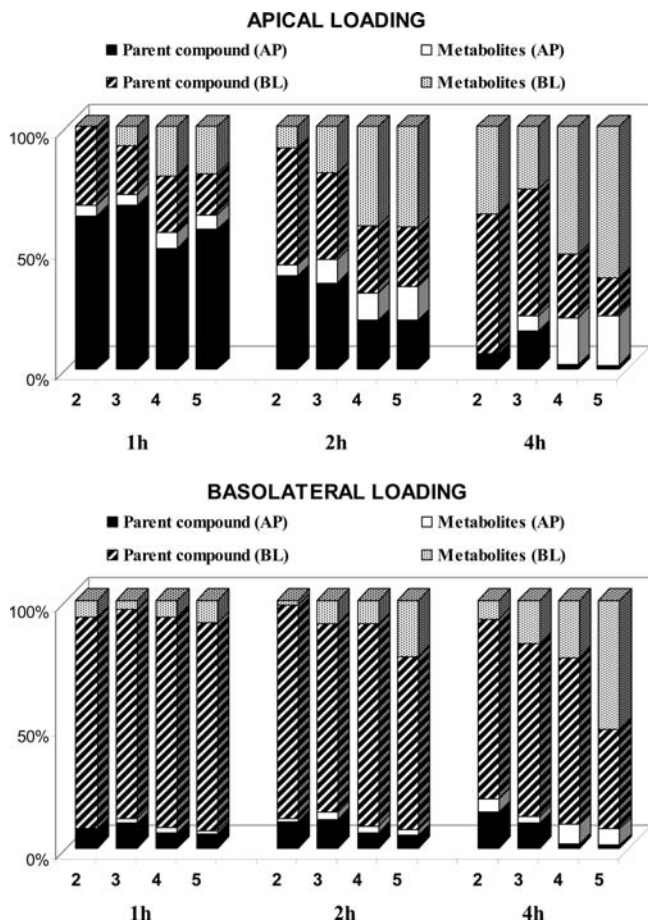 APICAL LOADING
Parent compound (AP) Metabolites (AP)
Parent compound (BL) Metabolites (BL)
100%
50%
0%
2 3 4 5 2 3 4 5 2 3 4 5
1h 2h 4h
BASOLATERAL LOADING
Parent compound (AP) Metabolites (AP)
Parent compound (BL) Metabolites (BL)
100%
50%
0%
2 3 4 5 2 3 4 5 2 3 4 5
1h 2h 4h